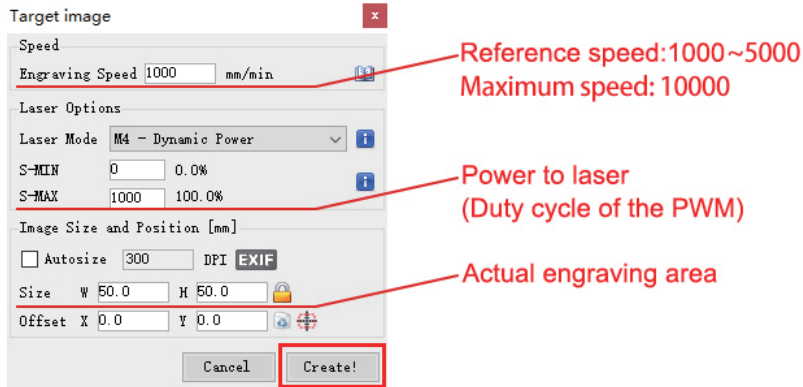 Target image
x
Speed
Engraving Speed 1000 mm/min
Reference speed:1000~5000
Maximum speed: 10000
Laser Options
Laser Mode M4 - Dynamic Power
S-MIN 0 0.0%
S-MAX 1000 100.0%
Power to laser
(Duty cycle of the PWM)
Image Size and Position [mm]
Autosize 300 DPI EXIF
Size W 50.0 H 50.0
Actual engraving area
Offset X 0.0 Y 0.0
Cancel Create!